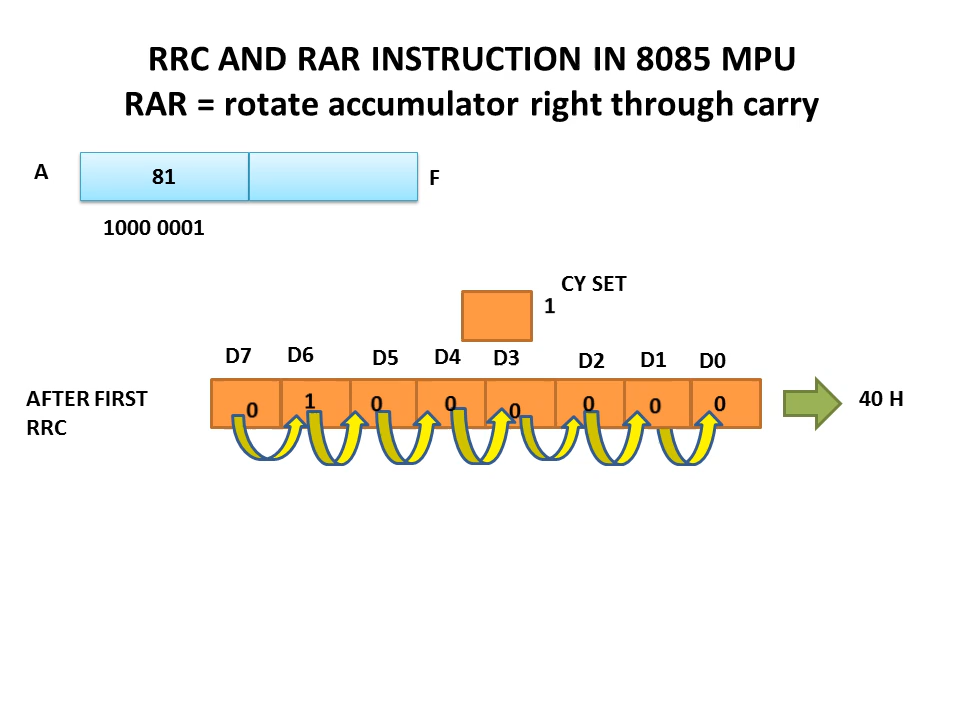 RRC AND RAR INSTRUCTION IN 8085 MPU
RAR = rotate accumulator right through carry
A 81 F
1000 0001
CY SET
1
D7 D6 D5 D4 D3 D2 D1 D0
AFTER FIRST
RRC
0 1 0 0 0 0 0 0
40 H